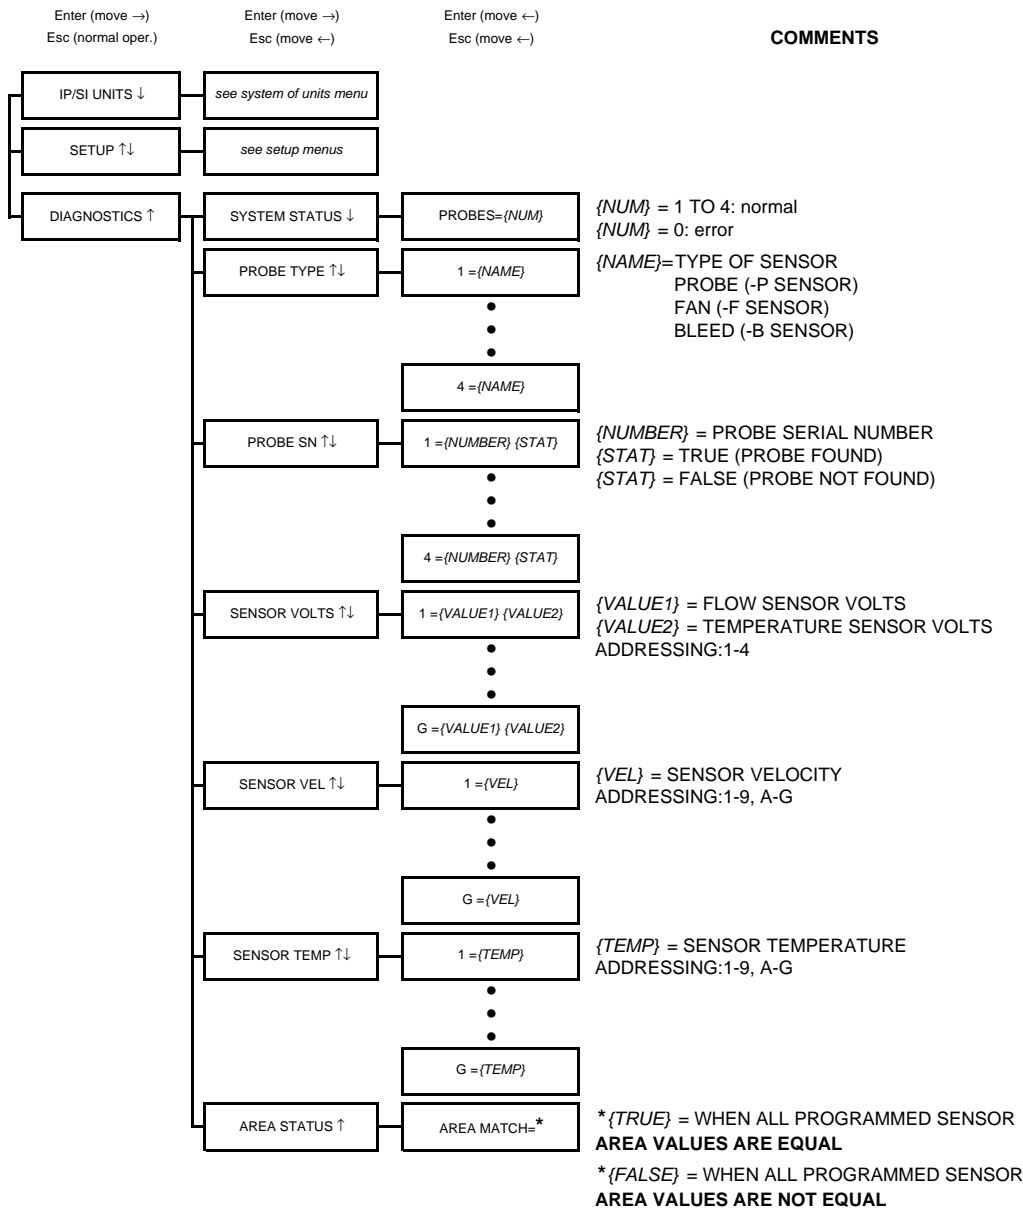 Enter (move →) Enter (move →) Enter (move ←)
Esc (normal oper.) Esc (move ←) Esc (move ←) COMMENTS
IP/SI UNITS ↓ see system of units menu
SETUP ↑↓ see setup menus
DIAGNOSTICS ↑ SYSTEM STATUS ↓ PROBES={NUM} {NUM} = 1 TO 4: normal
{NUM} = 0: error
PROBE TYPE ↑↓ 1 ={NAME} {NAME}=TYPE OF SENSOR
PROBE (-P SENSOR)
FAN (-F SENSOR)
BLEED (-B SENSOR)
4 ={NAME}
PROBE SN ↑↓ 1 ={NUMBER} {STAT} {NUMBER} = PROBE SERIAL NUMBER
{STAT} = TRUE (PROBE FOUND)
{STAT} = FALSE (PROBE NOT FOUND)
4 ={NUMBER} {STAT}
SENSOR VOLTS ↑↓ 1 ={VALUE1} {VALUE2} {VALUE1} = FLOW SENSOR VOLTS
{VALUE2} = TEMPERATURE SENSOR VOLTS
ADDRESSING:1-4
G ={VALUE1} {VALUE2}
SENSOR VEL ↑↓ 1 ={VEL} {VEL} = SENSOR VELOCITY
ADDRESSING:1-9, A-G
G ={VEL}
SENSOR TEMP ↑↓ 1 ={TEMP} {TEMP} = SENSOR TEMPERATURE
ADDRESSING:1-9, A-G
G ={TEMP}
AREA STATUS ↑ AREA MATCH=* *{TRUE} = WHEN ALL PROGRAMMED SENSOR
AREA VALUES ARE EQUAL
*{FALSE} = WHEN ALL PROGRAMMED SENSOR
AREA VALUES ARE NOT EQUAL